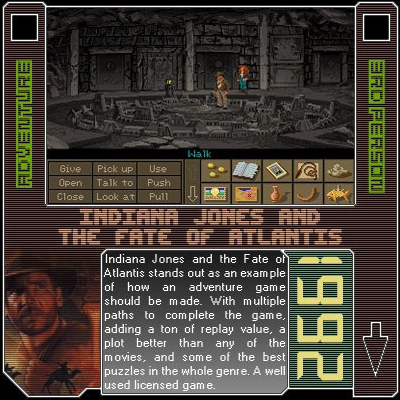 ADVENTURE
3RD PERSON
Walk
Give Pick up Use
Open Talk to Push
Close Look at Pull
INDIANA JONES AND
THE FATE OF ATLANTIS
Indiana Jones and the Fate of
Atlantis stands out as an example
of how an adventure game
should be made. With multiple
paths to complete the game,
adding a ton of replay value, a
plot better than any of the
movies, and some of the best
puzzles in the whole genre. A well
used licensed game.
1992